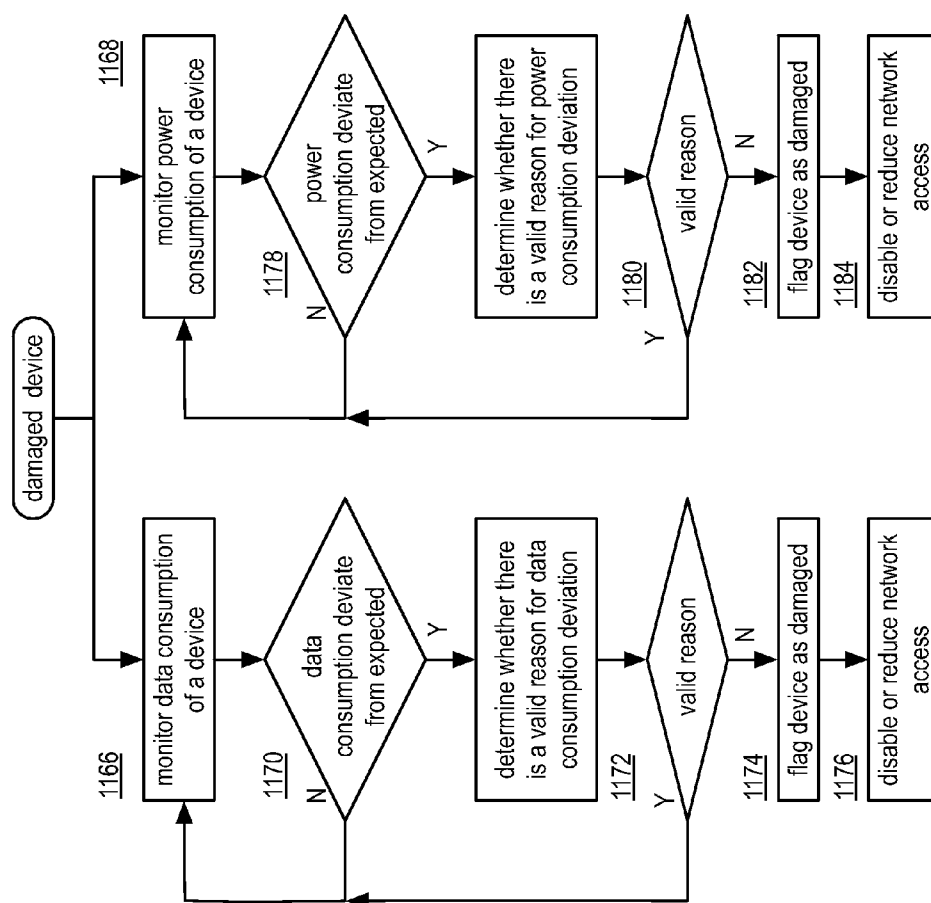 damaged device
1166
monitor data consumption
of a device
1170
data
consumption deviate
from expected
N
Y
determine whether there
is a valid reason for data
consumption deviation
1172
valid reason
Y
N
1174
flag device as damaged
1176
disable or reduce network
access
1168
monitor power
consumption of a device
1178
power
consumption deviate
from expected
N
Y
determine whether there
is a valid reason for power
consumption deviation
1180
valid reason
Y
N
1182
flag device as damaged
1184
disable or reduce network
access